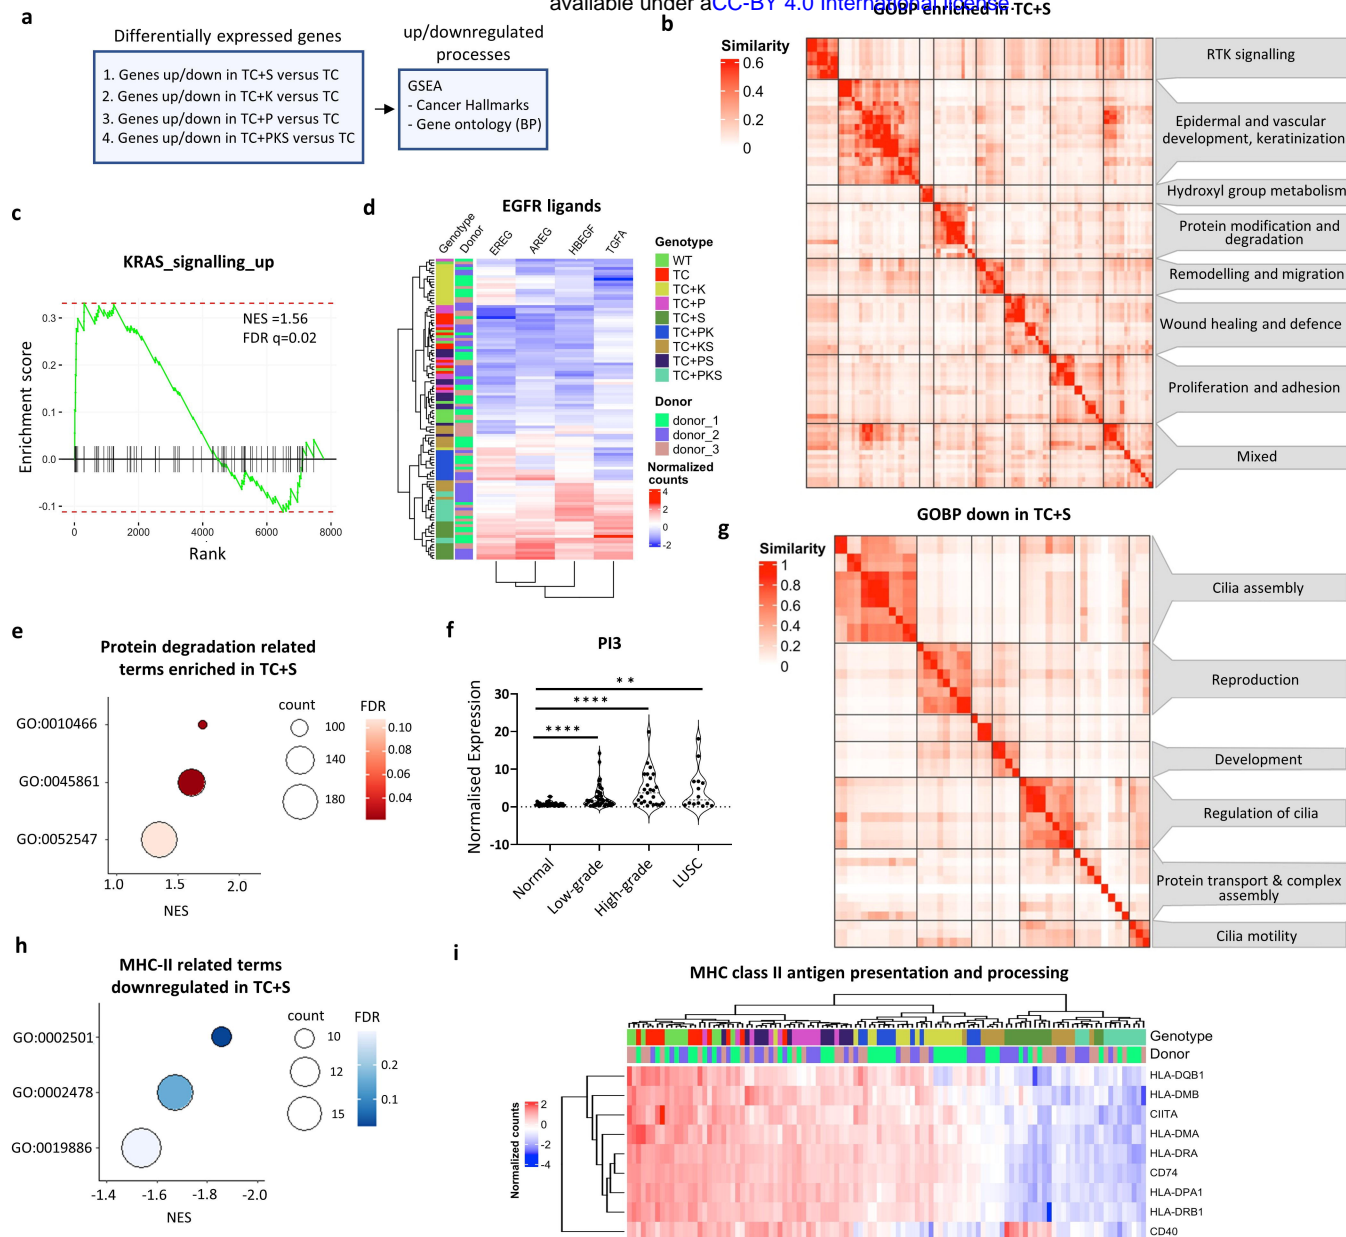 available under aCC-BY 4.0 International license.
a
Differentially expressed genes
1. Genes up/down in TC+S versus TC
2. Genes up/down in TC+K versus TC
3. Genes up/down in TC+P versus TC
4. Genes up/down in TC+PKS versus TC
up/downregulated
processes
GSEA
- Cancer Hallmarks
- Gene ontology (BP)
b
GOBP enriched in TC+S
Similarity
0.6
0.4
0.2
0
RTK signalling
Epidermal and vascular
development, keratinization
Hydroxyl group metabolism
Protein modification and
degradation
Remodelling and migration
Wound healing and defence
Proliferation and adhesion
Mixed
c
KRAS_signalling_up
NES =1.56
FDR q=0.02
Enrichment score
0.3
0.2
0.1
0.0
-0.1
0
2000
4000
6000
8000
Rank
d
EGFR ligands
Genotype
Donor
EREG
AREG
HBEGF
TGFA
Genotype
WT
TC
TC+K
TC+P
TC+S
TC+PK
TC+KS
TC+PS
TC+PKS
Donor
donor_1
donor_2
donor_3
Normalized
counts
4
2
0
-2
e
Protein degradation related
terms enriched in TC+S
GO:0010466
GO:0045861
GO:0052547
1.0
1.5
2.0
NES
count
100
140
180
FDR
0.10
0.08
0.06
0.04
f
PI3
Normalised Expression
30
20
10
0
-10
**
****
****
Normal
Low-grade
High-grade
LUSC
g
GOBP down in TC+S
Similarity
1
0.8
0.6
0.4
0.2
0
Cilia assembly
Reproduction
Development
Regulation of cilia
Protein transport & complex
assembly
Cilia motility
h
MHC-II related terms
downregulated in TC+S
GO:0002501
GO:0002478
GO:0019886
-1.4
-1.6
-1.8
-2.0
NES
count
10
12
15
FDR
0.2
0.1
i
MHC class II antigen presentation and processing
Genotype
Donor
HLA-DQB1
HLA-DMB
CIITA
HLA-DMA
HLA-DRA
CD74
HLA-DPA1
HLA-DRB1
CD40
Normalized counts
2
0
-2
-4